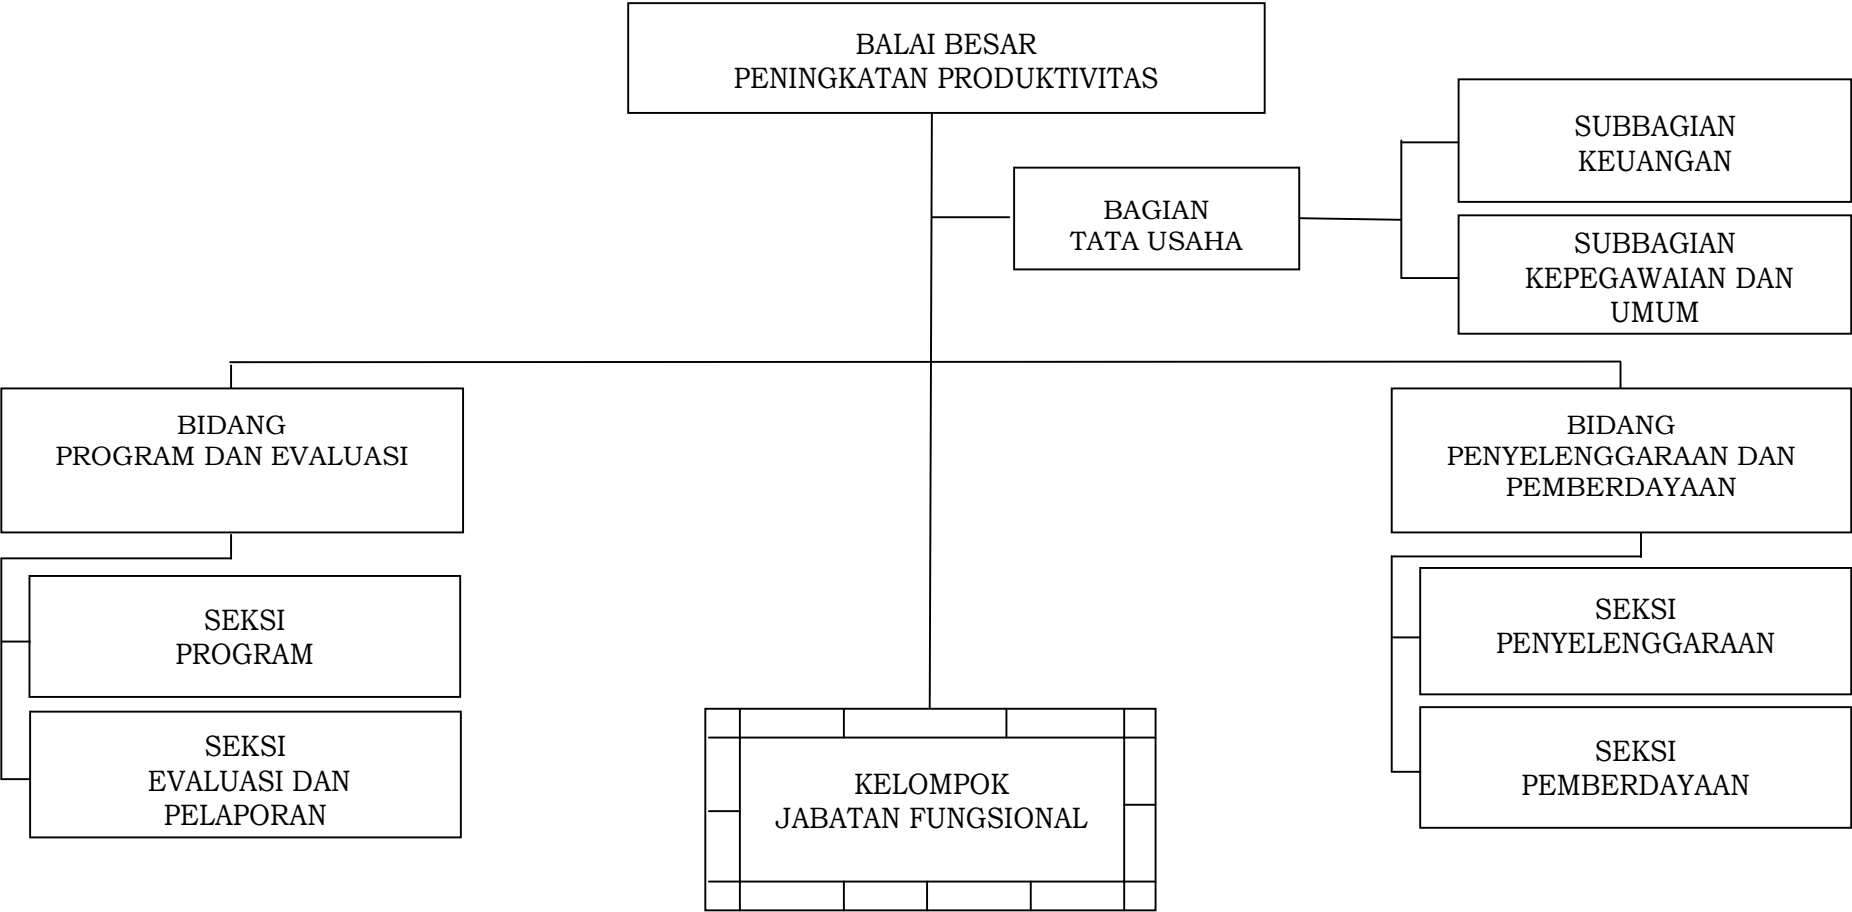 BALAI BESAR
PENINGKATAN PRODUKTIVITAS
SUBBAGIAN
KEUANGAN
BAGIAN
TATA USAHA
SUBBAGIAN
KEPEGAWAIAN DAN
UMUM
BIDANG
PROGRAM DAN EVALUASI
BIDANG
PENYELENGGARAAN DAN
PEMBERDAYAAN
SEKSI
PROGRAM
SEKSI
EVALUASI DAN
PELAPORAN
SEKSI
PENYELENGGARAAN
SEKSI
PEMBERDAYAAN
KELOMPOK
JABATAN FUNGSIONAL